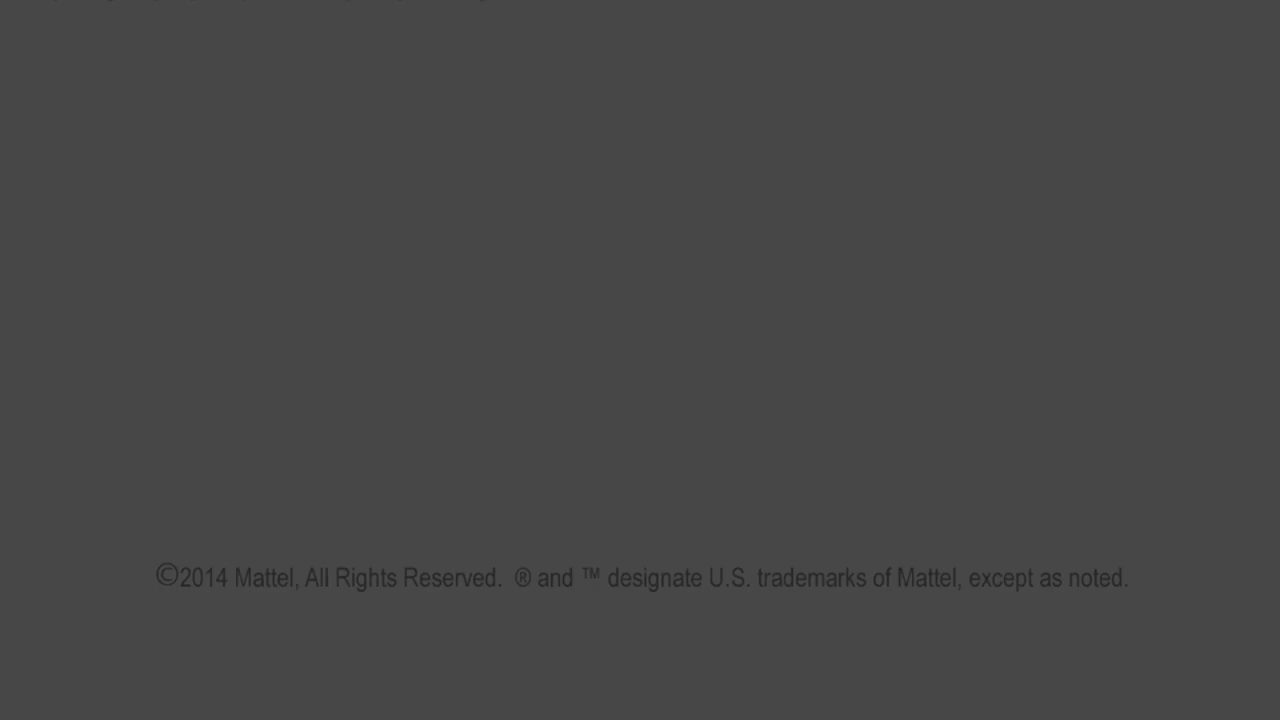 ©2014 Mattel, All Rights Reserved. ® and ™ designate U.S. trademarks of Mattel, except as noted.